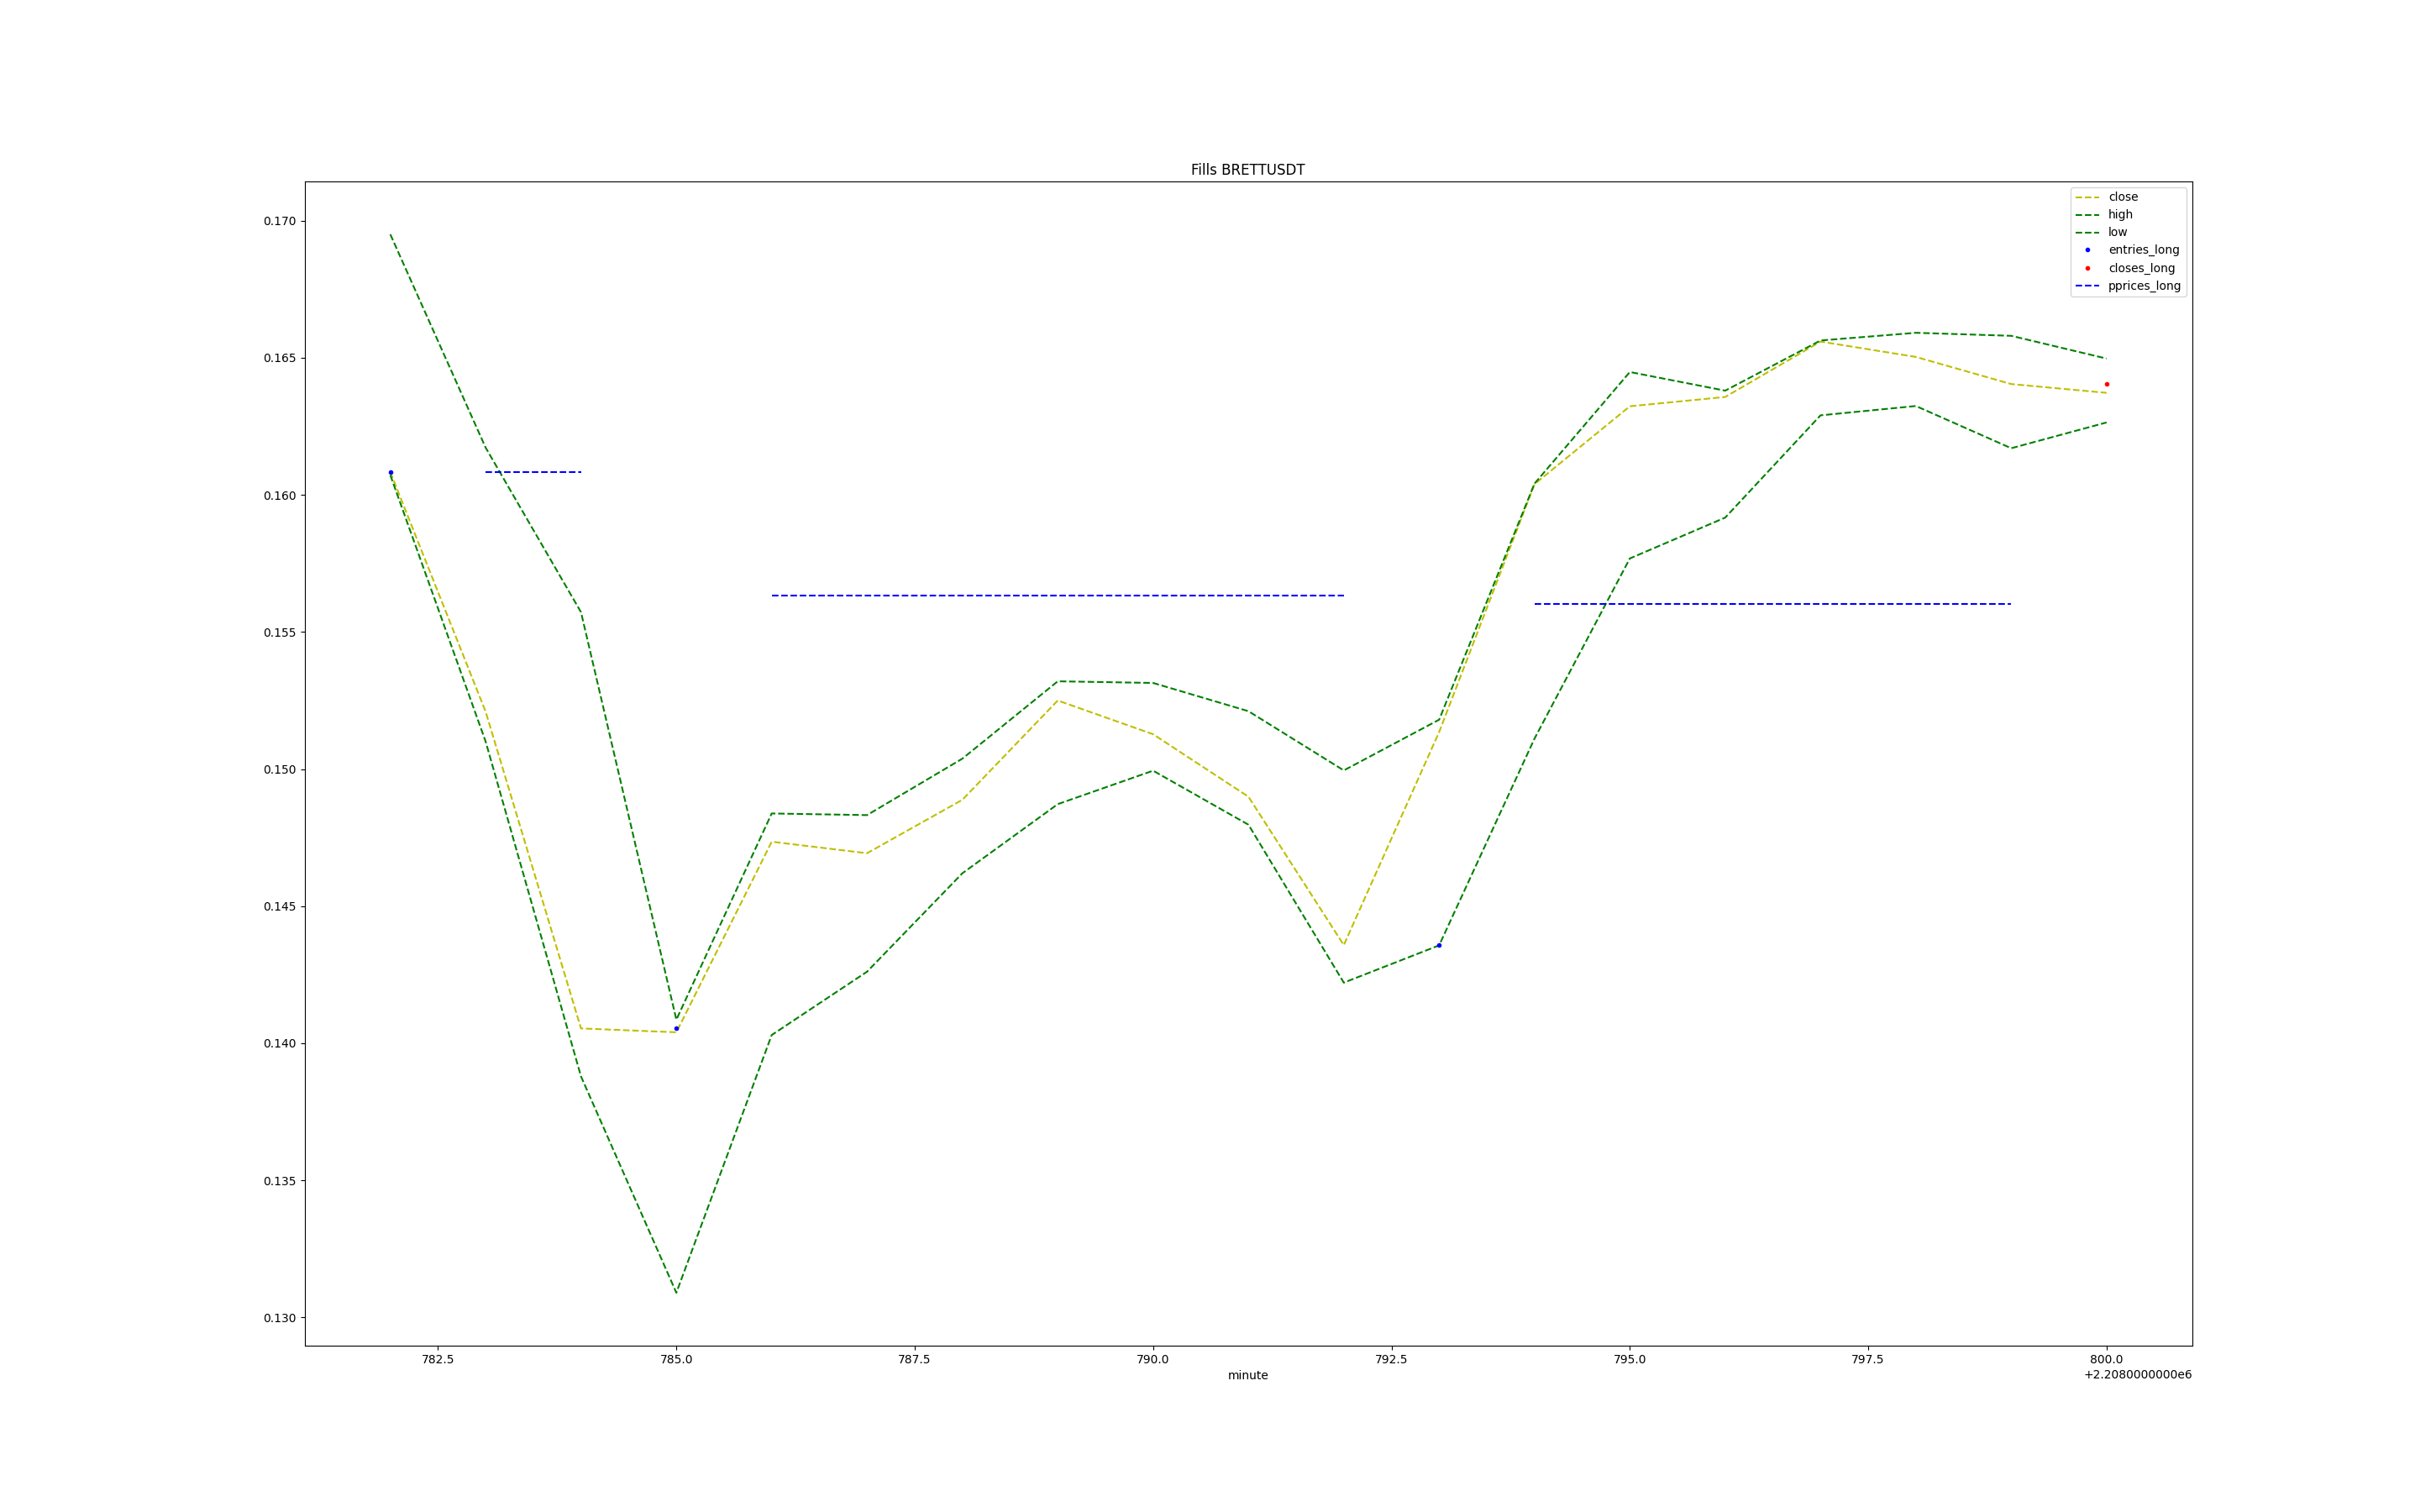 Fills BRETTUSDT
close
high
low
entries_long
closes_long
pprices_long
0.170
0.165
0.160
0.155
0.150
0.145
0.140
0.135
0.130
782.5 785.0 787.5 790.0 792.5 795.0 797.5 800.0
minute
+2.2080000000e6